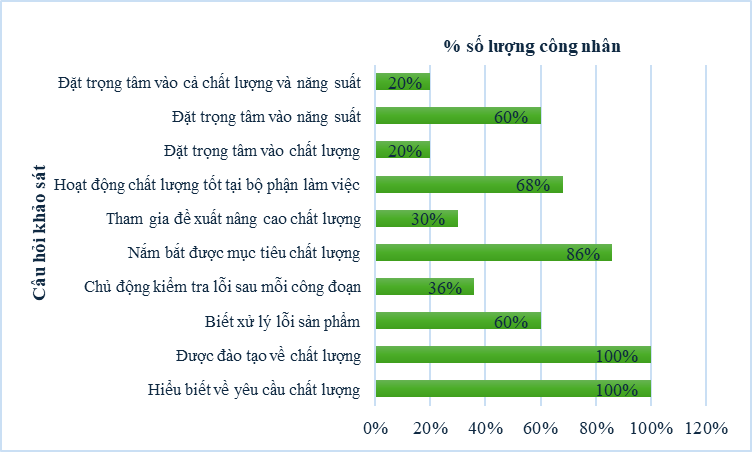 % số lượng công nhân
Câu hỏi khảo sát
Đặt trọng tâm vào cả chất lượng và năng suất 20%
Đặt trọng tâm vào năng suất 60%
Đặt trọng tâm vào chất lượng 20%
Hoạt động chất lượng tốt tại bộ phận làm việc 68%
Tham gia đề xuất nâng cao chất lượng 30%
Nắm bắt được mục tiêu chất lượng 86%
Chủ động kiểm tra lỗi sau mỗi công đoạn 36%
Biết xử lý lỗi sản phẩm 60%
Được đào tạo về chất lượng 100%
Hiểu biết về yêu cầu chất lượng 100%
0% 20% 40% 60% 80% 100% 120%